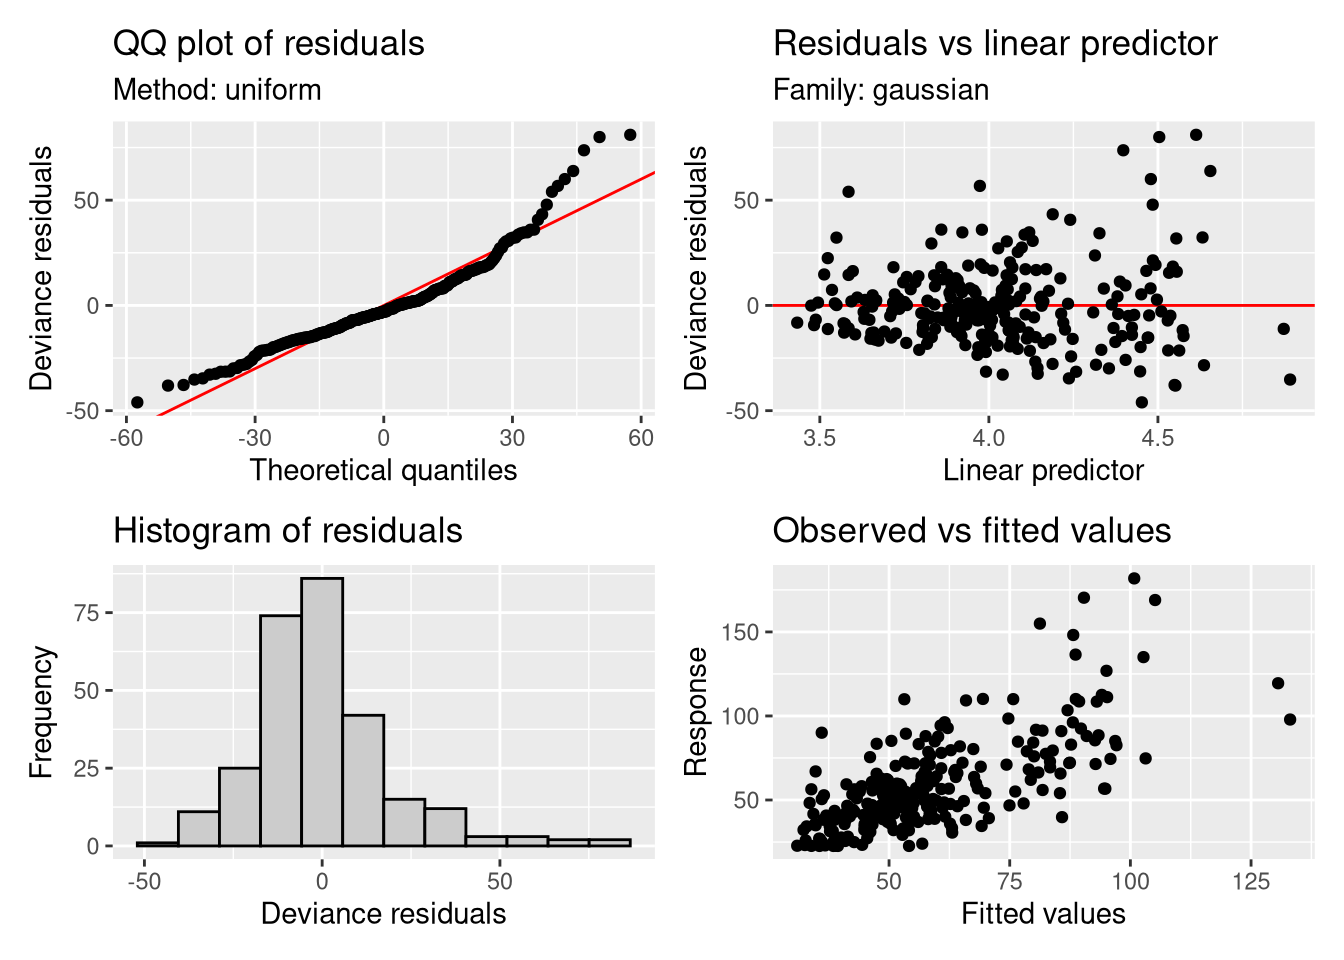 QQ plot of residuals
Method: uniform
Deviance residuals
50
0
-50
-60
-30
0
30
60
Theoretical quantiles
Residuals vs linear predictor
Family: gaussian
Deviance residuals
50
0
-50
3.5
4.0
4.5
Linear predictor
Histogram of residuals
Frequency
75
50
25
0
-50
0
50
Deviance residuals
Observed vs fitted values
Response
150
100
50
50
75
100
125
Fitted values